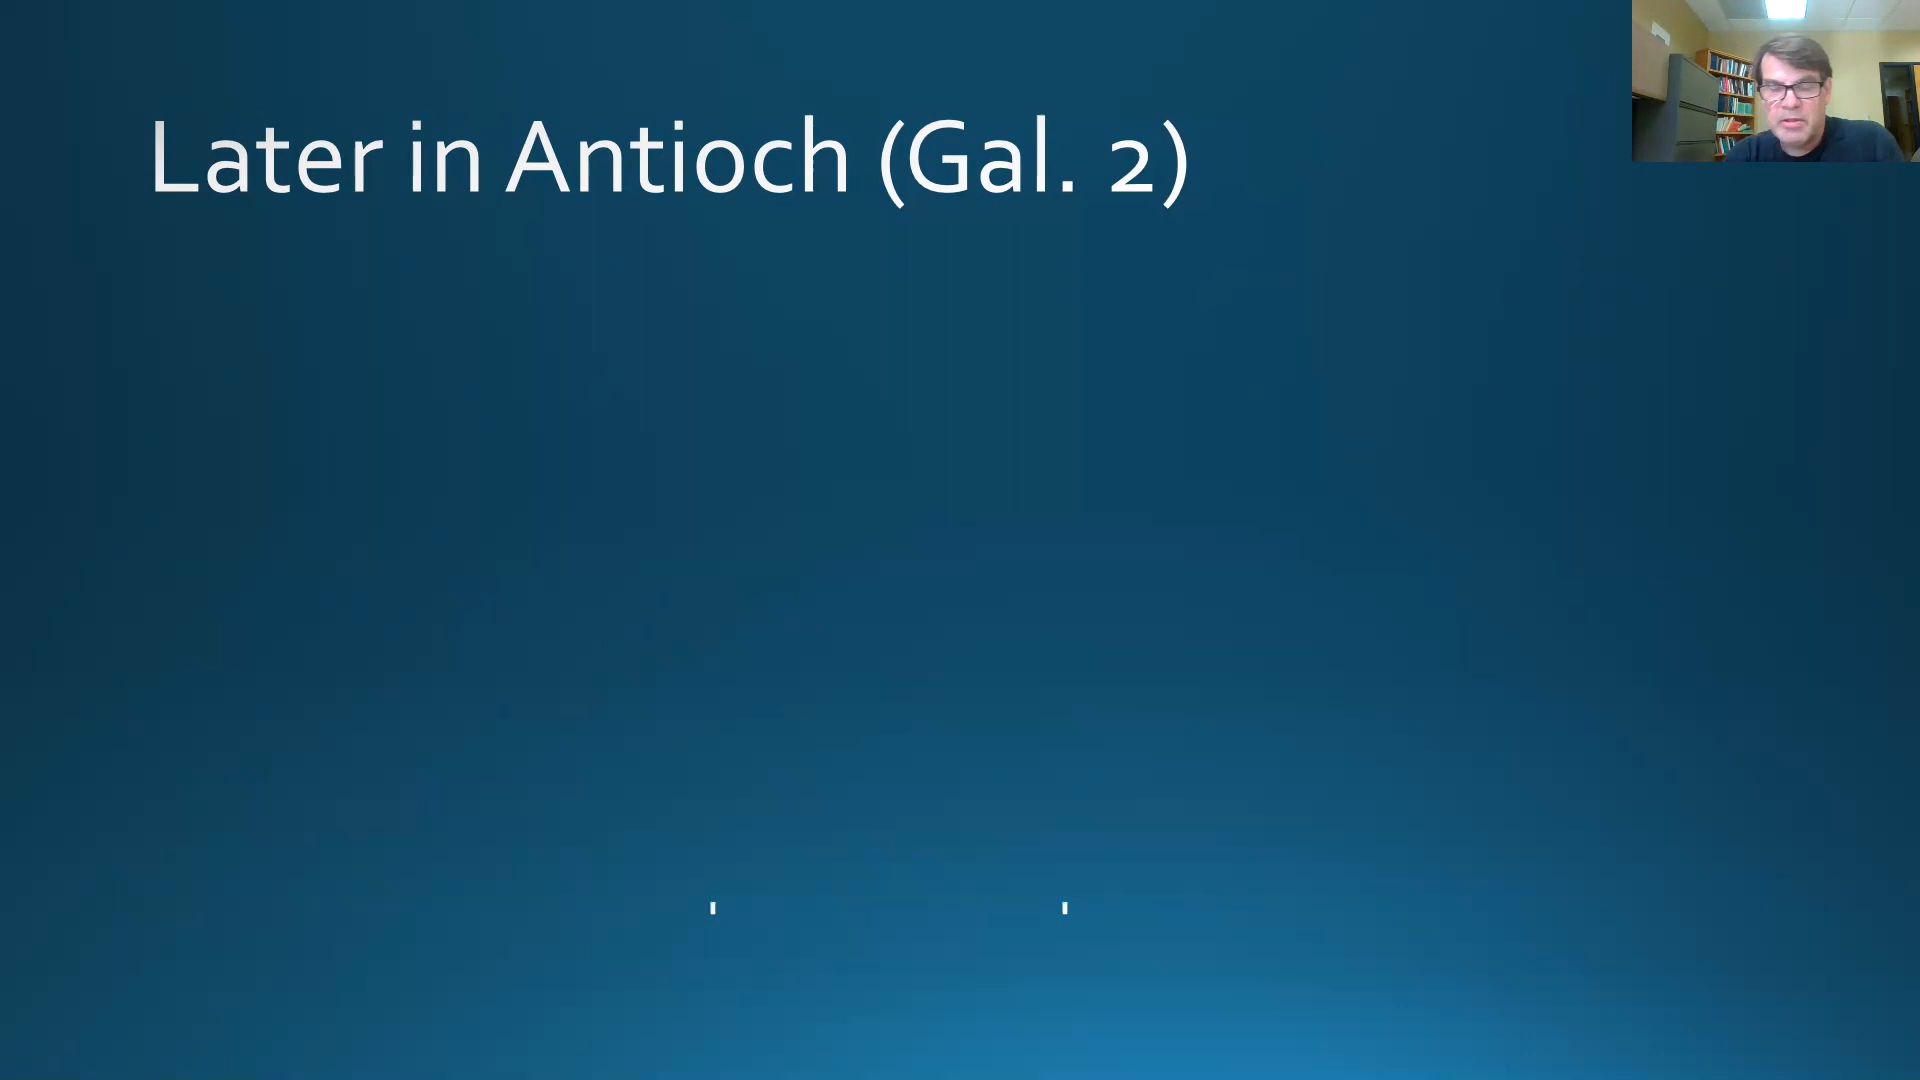 Later in Antioch (Gal. 2)